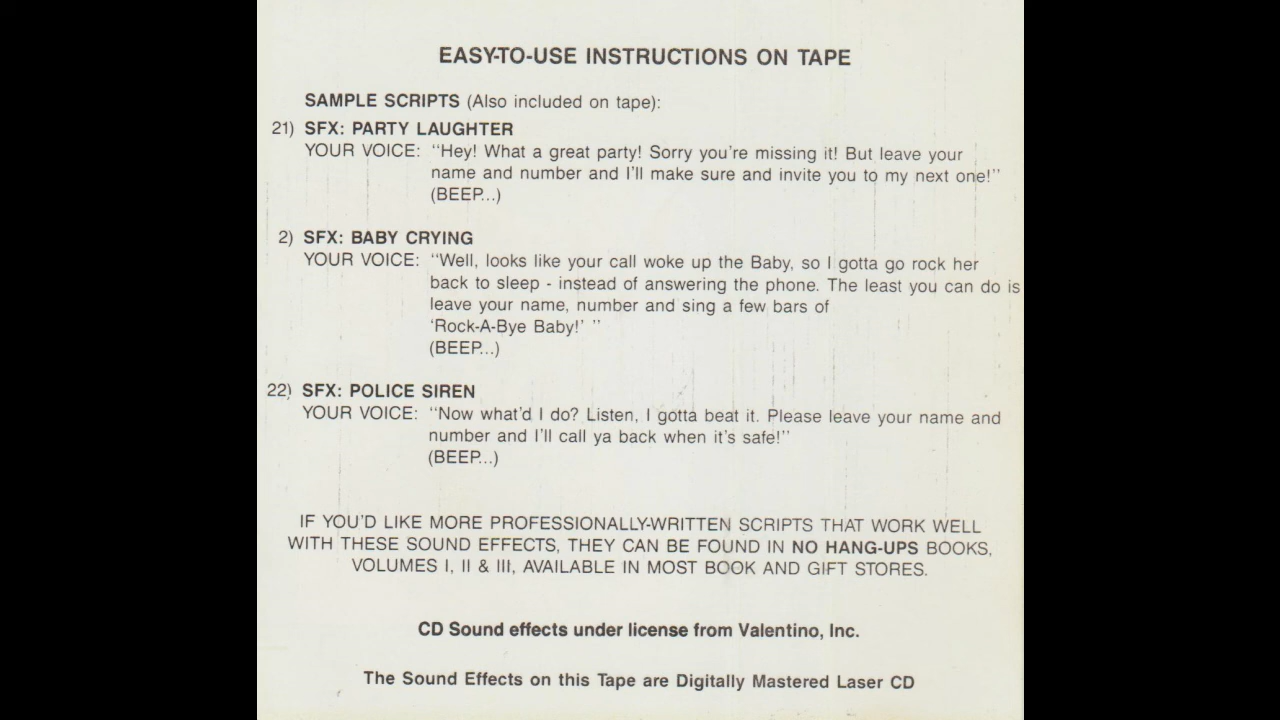 EASY-TO-USE INSTRUCTIONS ON TAPE
SAMPLE SCRIPTS (Also included on tape):
21) SFX: PARTY LAUGHTER
YOUR VOICE: "Hey! What a great party! Sorry you're missing it! But leave your
name and number and I'll make sure and invite you to my next one!"
(BEEP...)
2) SFX: BABY CRYING
YOUR VOICE: "Well, looks like your call woke up the Baby, so I gotta go rock her
back to sleep - instead of answering the phone. The least you can do is
leave your name, number and sing a few bars of
'Rock-A-Bye Baby!' "
(BEEP...)
22) SFX: POLICE SIREN
YOUR VOICE: "Now what'd I do? Listen, I gotta beat it. Please leave your name and
number and I'll call ya back when it's safe!"
(BEEP...)
IF YOU'D LIKE MORE PROFESSIONALLY-WRITTEN SCRIPTS THAT WORK WELL
WITH THESE SOUND EFFECTS, THEY CAN BE FOUND IN NO HANG-UPS BOOKS,
VOLUMES I, II & III, AVAILABLE IN MOST BOOK AND GIFT STORES.
CD Sound effects under license from Valentino, Inc.
The Sound Effects on this Tape are Digitally Mastered Laser CD